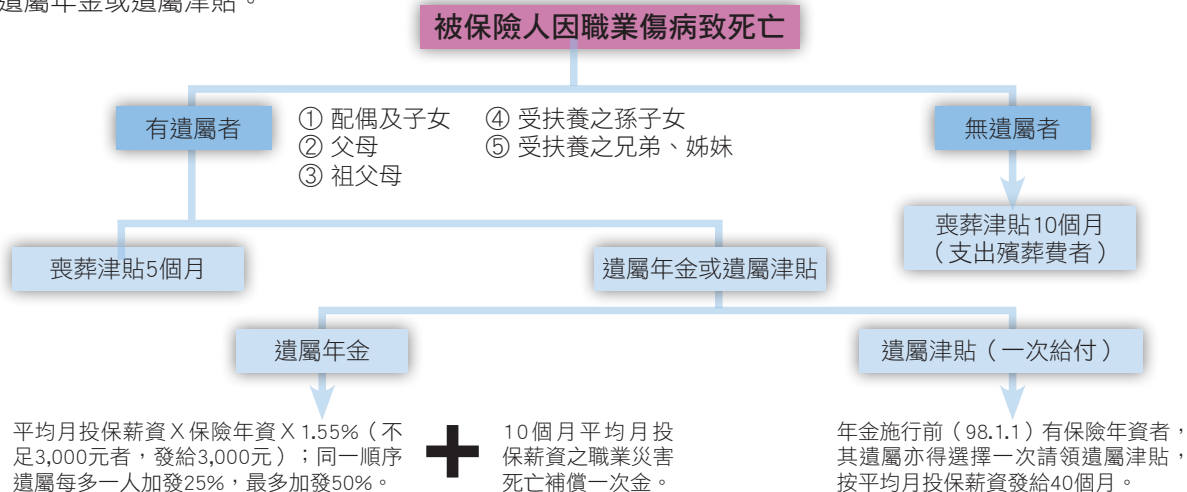 遺屬年金或遺屬津貼。
被保險人因職業傷病致死亡
有遺屬者
① 配偶及子女
② 父母
③ 祖父母
④ 受扶養之孫子女
⑤ 受扶養之兄弟、姊妹
無遺屬者
喪葬津貼10個月
（支出殯葬費者）
喪葬津貼5個月
遺屬年金或遺屬津貼
遺屬年金
遺屬津貼（一次給付）
平均月投保薪資X保險年資X1.55%（不
足3,000元者，發給3,000元）；同一順序
遺屬每多一人加發25%，最多加發50%。
+
10個月平均月投
保薪資之職業災害
死亡補償一次金。
年金施行前（98.1.1）有保險年資者，
其遺屬亦得選擇一次請領遺屬津貼，
按平均月投保薪資發給40個月。